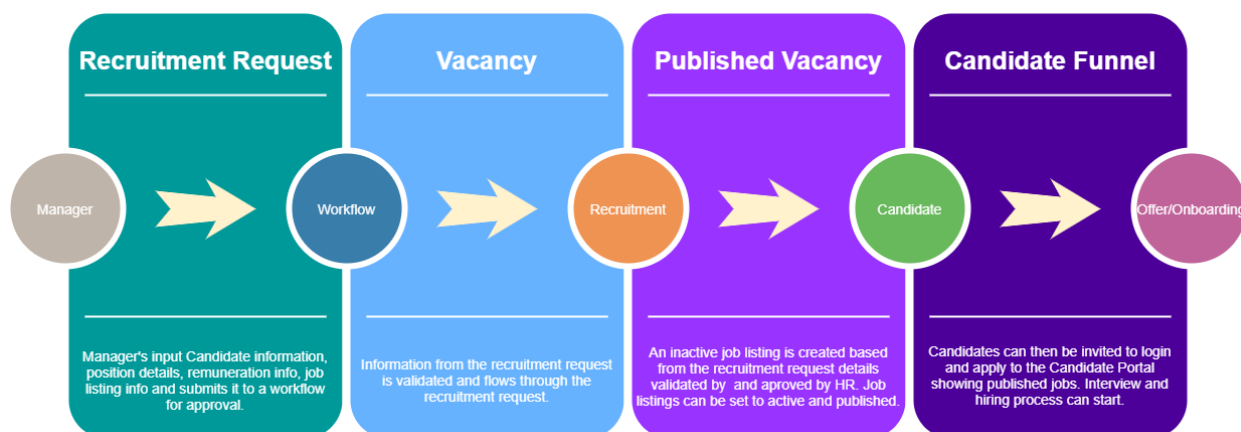 Recruitment Request
Vacancy
Published Vacancy
Candidate Funnel
Manager
Workflow
Recruitment
Candidate
Offer/Onboarding
Manager's input Candidate information,
position details, remuneration info, job
listing info and submits it to a workflow
for approval.
Information from the recruitment request
is validated and flows through the
recruitment request.
An inactive job listing is created based
from the recruitment request details
validated by and aproved by HR. Job
listings can be set to active and published.
Candidates can then be invited to login
and apply to the Candidate Portal
showing published jobs. Interview and
hiring process can start.